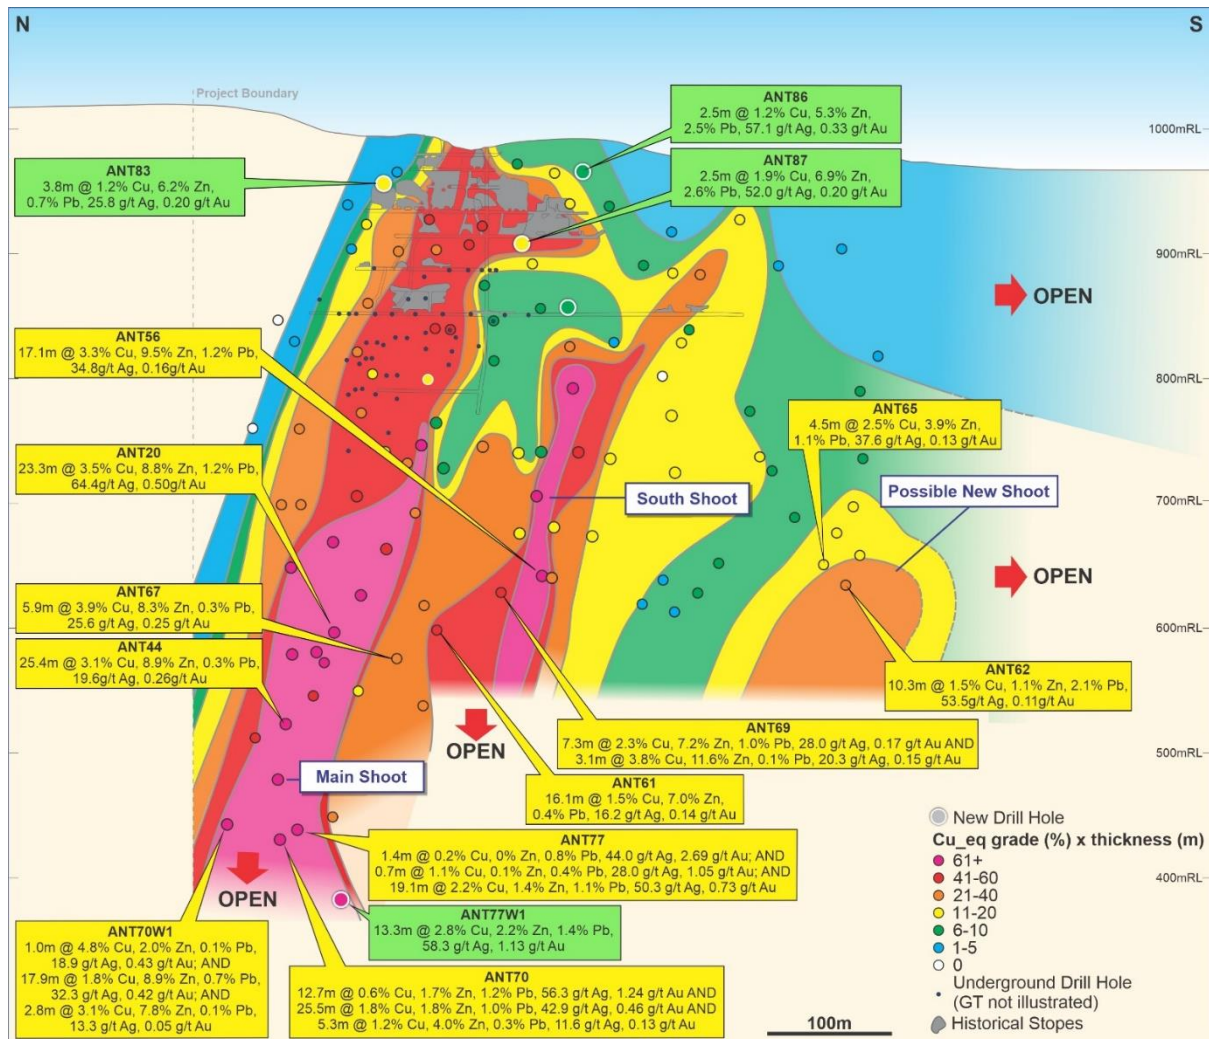 N
S
Project Boundary
ANT86
2.5m @ 1.2% Cu, 5.3% Zn,
2.5% Pb, 57.1 g/t Ag, 0.33 g/t Au
1000mRL
ANT87
2.5m @ 1.9% Cu, 6.9% Zn,
2.6% Pb, 52.0 g/t Ag, 0.20 g/t Au
ANT83
3.8m @ 1.2% Cu, 6.2% Zn,
0.7% Pb, 25.8 g/t Ag, 0.20 g/t Au
900mRL
OPEN
ANT56
17.1m @ 3.3% Cu, 9.5% Zn, 1.2% Pb,
34.8g/t Ag, 0.16g/t Au
800mRL
ANT65
4.5m @ 2.5% Cu, 3.9% Zn,
1.1% Pb, 37.6 g/t Ag, 0.13 g/t Au
ANT20
23.3m @ 3.5% Cu, 8.8% Zn, 1.2% Pb,
64.4g/t Ag, 0.50g/t Au
South Shoot
Possible New Shoot
700mRL
OPEN
ANT67
5.9m @ 3.9% Cu, 8.3% Zn, 0.3% Pb,
25.6 g/t Ag, 0.25 g/t Au
600mRL
ANT44
25.4m @ 3.1% Cu, 8.9% Zn, 0.3% Pb,
19.6g/t Ag, 0.26g/t Au
ANT62
10.3m @ 1.5% Cu, 1.1% Zn, 2.1% Pb,
53.5g/t Ag, 0.11g/t Au
ANT69
7.3m @ 2.3% Cu, 7.2% Zn, 1.0% Pb, 28.0 g/t Ag, 0.17 g/t Au AND
3.1m @ 3.8% Cu, 11.6% Zn, 0.1% Pb, 20.3 g/t Ag, 0.15 g/t Au
OPEN
500mRL
Main Shoot
ANT61
16.1m @ 1.5% Cu, 7.0% Zn,
0.4% Pb, 16.2 g/t Ag, 0.14 g/t Au
ANT77
1.4m @ 0.2% Cu, 0% Zn, 0.8% Pb, 44.0 g/t Ag, 2.69 g/t Au; AND
0.7m @ 1.1% Cu, 0.1% Zn, 0.4% Pb, 28.0 g/t Ag, 1.05 g/t Au; AND
19.1m @ 2.2% Cu, 1.4% Zn, 1.1% Pb, 50.3 g/t Ag, 0.73 g/t Au
OPEN
400mRL
ANT77W1
13.3m @ 2.8% Cu, 2.2% Zn, 1.4% Pb,
58.3 g/t Ag, 1.13 g/t Au
ANT70W1
1.0m @ 4.8% Cu, 2.0% Zn, 0.1% Pb,
18.9 g/t Ag, 0.43 g/t Au; AND
17.9m @ 1.8% Cu, 8.9% Zn, 0.7% Pb,
32.3 g/t Ag, 0.42 g/t Au; AND
2.8m @ 3.1% Cu, 7.8% Zn, 0.1% Pb,
13.3 g/t Ag, 0.05 g/t Au
ANT70
12.7m @ 0.6% Cu, 1.7% Zn, 1.2% Pb, 56.3 g/t Ag, 1.24 g/t Au AND
25.5m @ 1.8% Cu, 1.8% Zn, 1.0% Pb, 42.9 g/t Ag, 0.46 g/t Au AND
5.3m @ 1.2% Cu, 4.0% Zn, 0.3% Pb, 11.6 g/t Ag, 0.13 g/t Au
New Drill Hole
Cu_eq grade (%) x thickness (m)
61+
41-60
21-40
11-20
6-10
1-5
0
Underground Drill Hole
(GT not illustrated)
Historical Stopes
100m